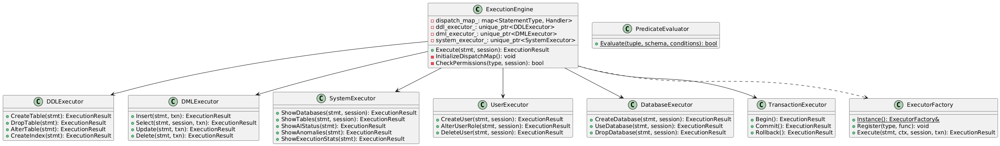 C ExecutionEngine
dispatch_map_: map<StatementType, Handler>
ddl_executor_: unique_ptr<DDLExecutor>
dml_executor_: unique_ptr<DMLExecutor>
system_executor_: unique_ptr<SystemExecutor>
Execute(stmt, session): ExecutionResult
InitializeDispatchMap(): void
CheckPermissions(type, session): bool
C PredicateEvaluator
Evaluate(tuple, schema, conditions): bool
C DDLExecutor
CreateTable(stmt): ExecutionResult
DropTable(stmt): ExecutionResult
AlterTable(stmt): ExecutionResult
CreateIndex(stmt): ExecutionResult
C DMLExecutor
Insert(stmt, txn): ExecutionResult
Select(stmt, session, txn): ExecutionResult
Update(stmt, txn): ExecutionResult
Delete(stmt, txn): ExecutionResult
C SystemExecutor
ShowDatabases(stmt, session): ExecutionResult
ShowTables(stmt, session): ExecutionResult
ShowAIStatus(stmt): ExecutionResult
ShowAnomalies(stmt): ExecutionResult
ShowExecutionStats(stmt): ExecutionResult
C UserExecutor
CreateUser(stmt, session): ExecutionResult
AlterUserRole(stmt, session): ExecutionResult
DeleteUser(stmt, session): ExecutionResult
C DatabaseExecutor
CreateDatabase(stmt, session): ExecutionResult
UseDatabase(stmt, session): ExecutionResult
DropDatabase(stmt, session): ExecutionResult
C TransactionExecutor
Begin(): ExecutionResult
Commit(): ExecutionResult
Rollback(): ExecutionResult
C ExecutorFactory
Instance(): ExecutorFactory&
Register(type, func): void
Execute(stmt, ctx, session, txn): ExecutionResult